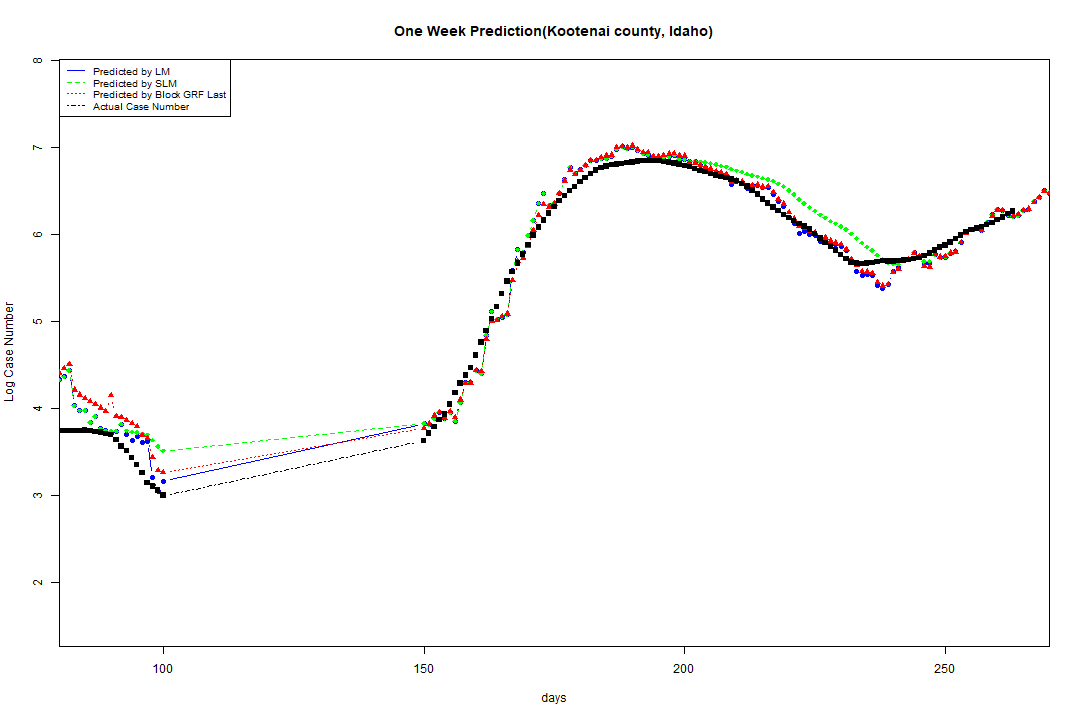 One Week Prediction(Kootenai county, Idaho)
Predicted by LM
Predicted by SLM
Predicted by Block GRF Last
Actual Case Number
8
7
6
5
4
3
2
Log Case Number
100 150 200 250
days